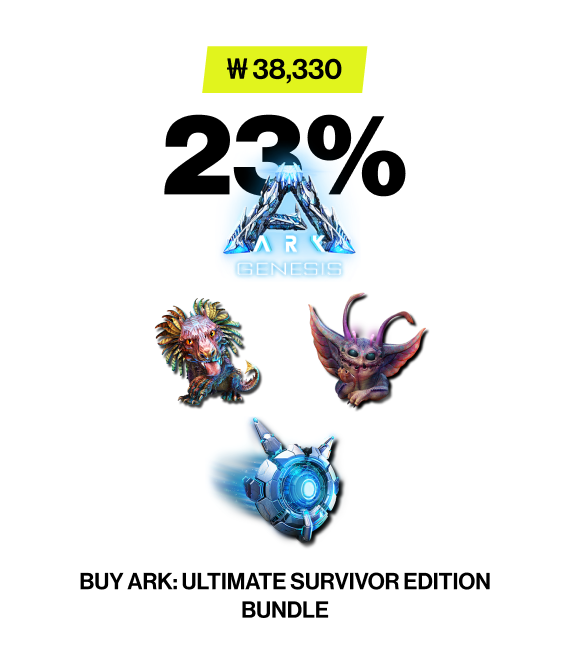 ₩ 38,330
23%
ARK
GENESIS
BUY ARK: ULTIMATE SURVIVOR EDITION
BUNDLE